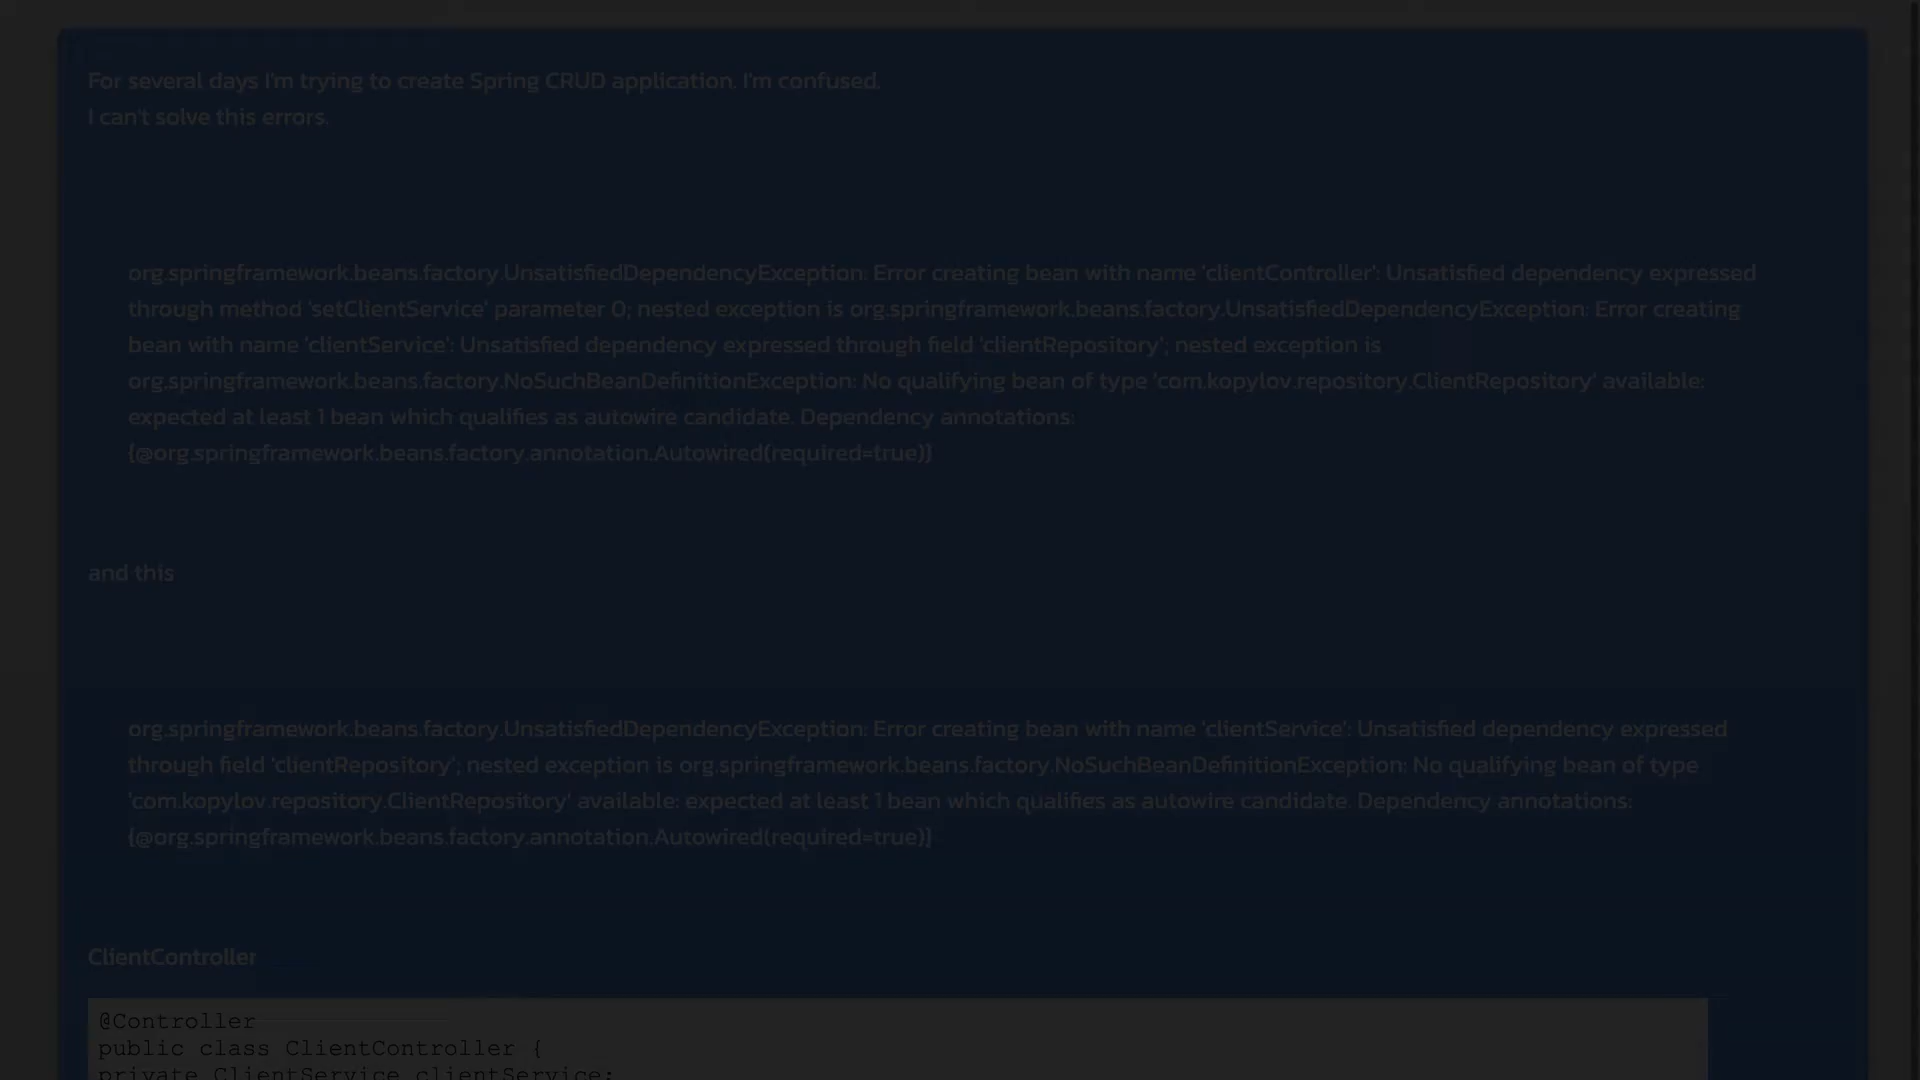 For several days I'm trying to create Spring CRUD application. I'm confused.
I can't solve this errors.
org.springframework.beans.factory.UnsatisfiedDependencyException: Error creating bean with name 'clientController': Unsatisfied dependency expressed
through method 'setClientService' parameter 0; nested exception is org.springframework.beans.factory.UnsatisfiedDependencyException: Error creating
bean with name 'clientService': Unsatisfied dependency expressed through field 'clientRepository'; nested exception is
org.springframework.beans.factory.NoSuchBeanDefinitionException: No qualifying bean of type 'com.kopylov.repository.ClientRepository' available:
expected at least 1 bean which qualifies as autowire candidate. Dependency annotations:
{@org.springframework.beans.factory.annotation.Autowired(required=true)}
and this
org.springframework.beans.factory.UnsatisfiedDependencyException: Error creating bean with name 'clientService': Unsatisfied dependency expressed
through field 'clientRepository'; nested exception is org.springframework.beans.factory.NoSuchBeanDefinitionException: No qualifying bean of type
'com.kopylov.repository.ClientRepository' available: expected at least 1 bean which qualifies as autowire candidate. Dependency annotations:
{@org.springframework.beans.factory.annotation.Autowired(required=true)}
ClientController
@Controller
public class ClientController {
private ClientService clientService;